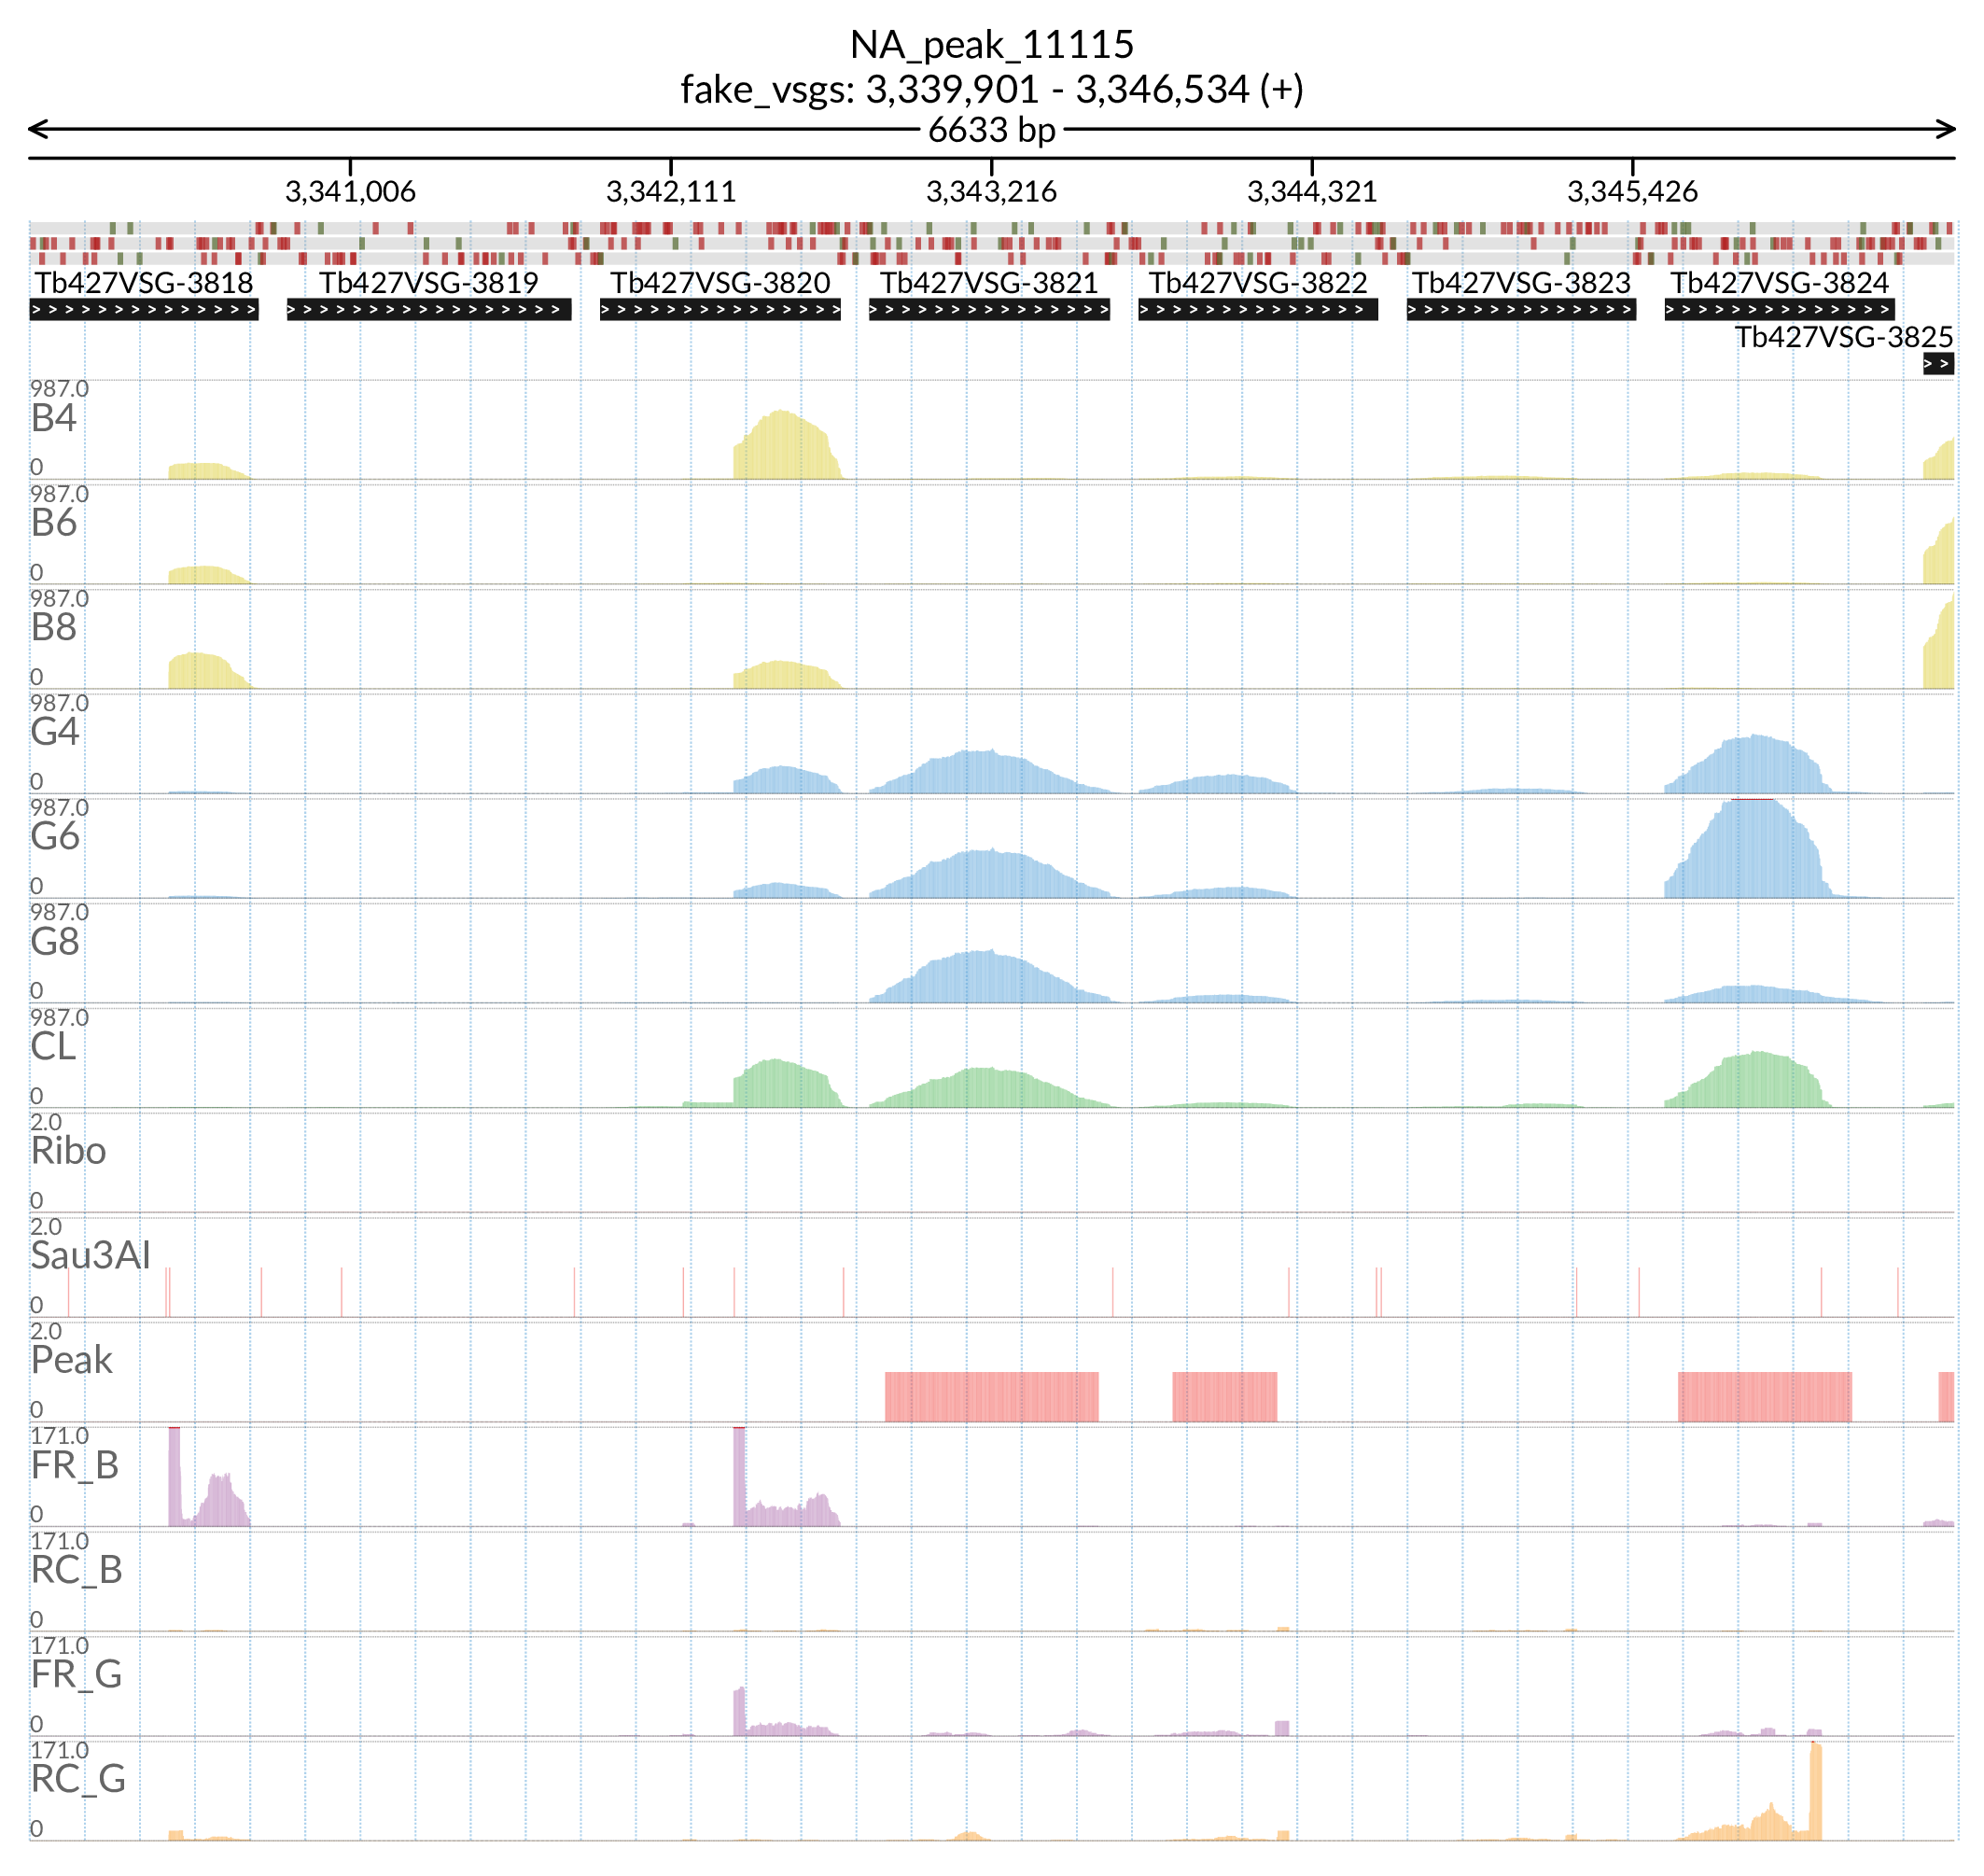 NA_peak_11115
fake_vsgs: 3,339,901 - 3,346,534 (+)
6633 bp
3,341,006 3,342,111 3,343,216 3,344,321 3,345,426
Tb427VSG-3818 Tb427VSG-3819 Tb427VSG-3820 Tb427VSG-3821 Tb427VSG-3822 Tb427VSG-3823 Tb427VSG-3824
Tb427VSG-3825
987.0
B4
0
987.0
B6
0
987.0
B8
0
987.0
G4
0
987.0
G6
0
987.0
G8
0
987.0
CL
0
2.0
Ribo
0
2.0
Sau3AI
0
2.0
Peak
0
171.0
FR_B
0
171.0
RC_B
0
171.0
FR_G
0
171.0
RC_G
0